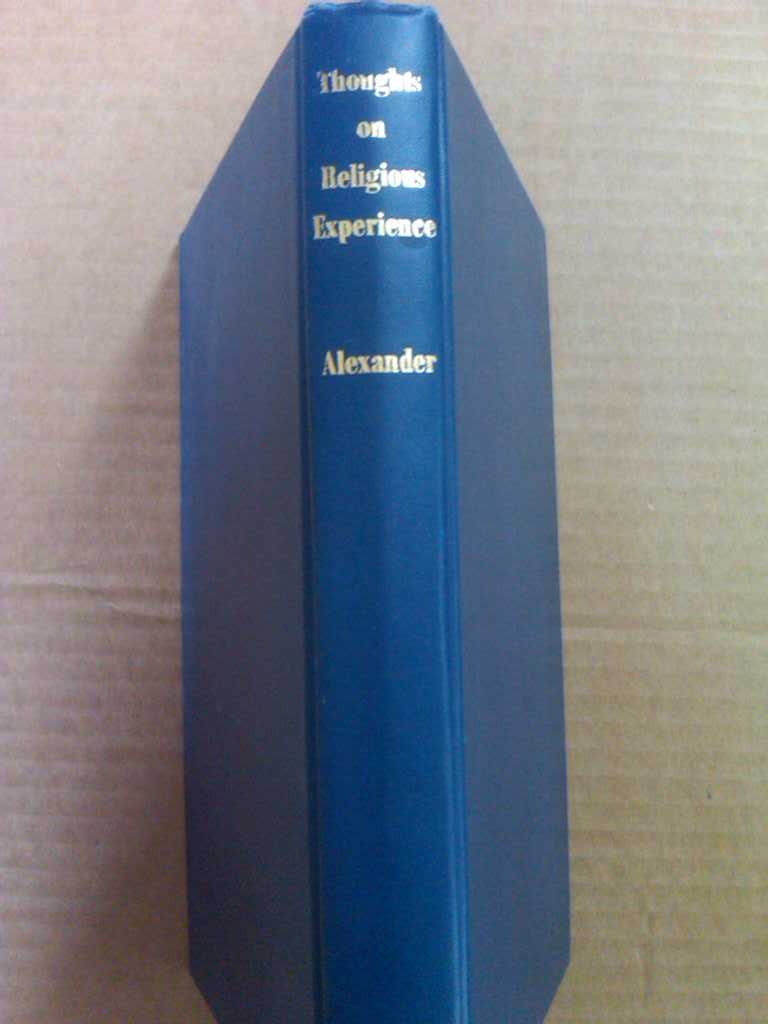 Thoughts
on
Religious
Experience
Alexander